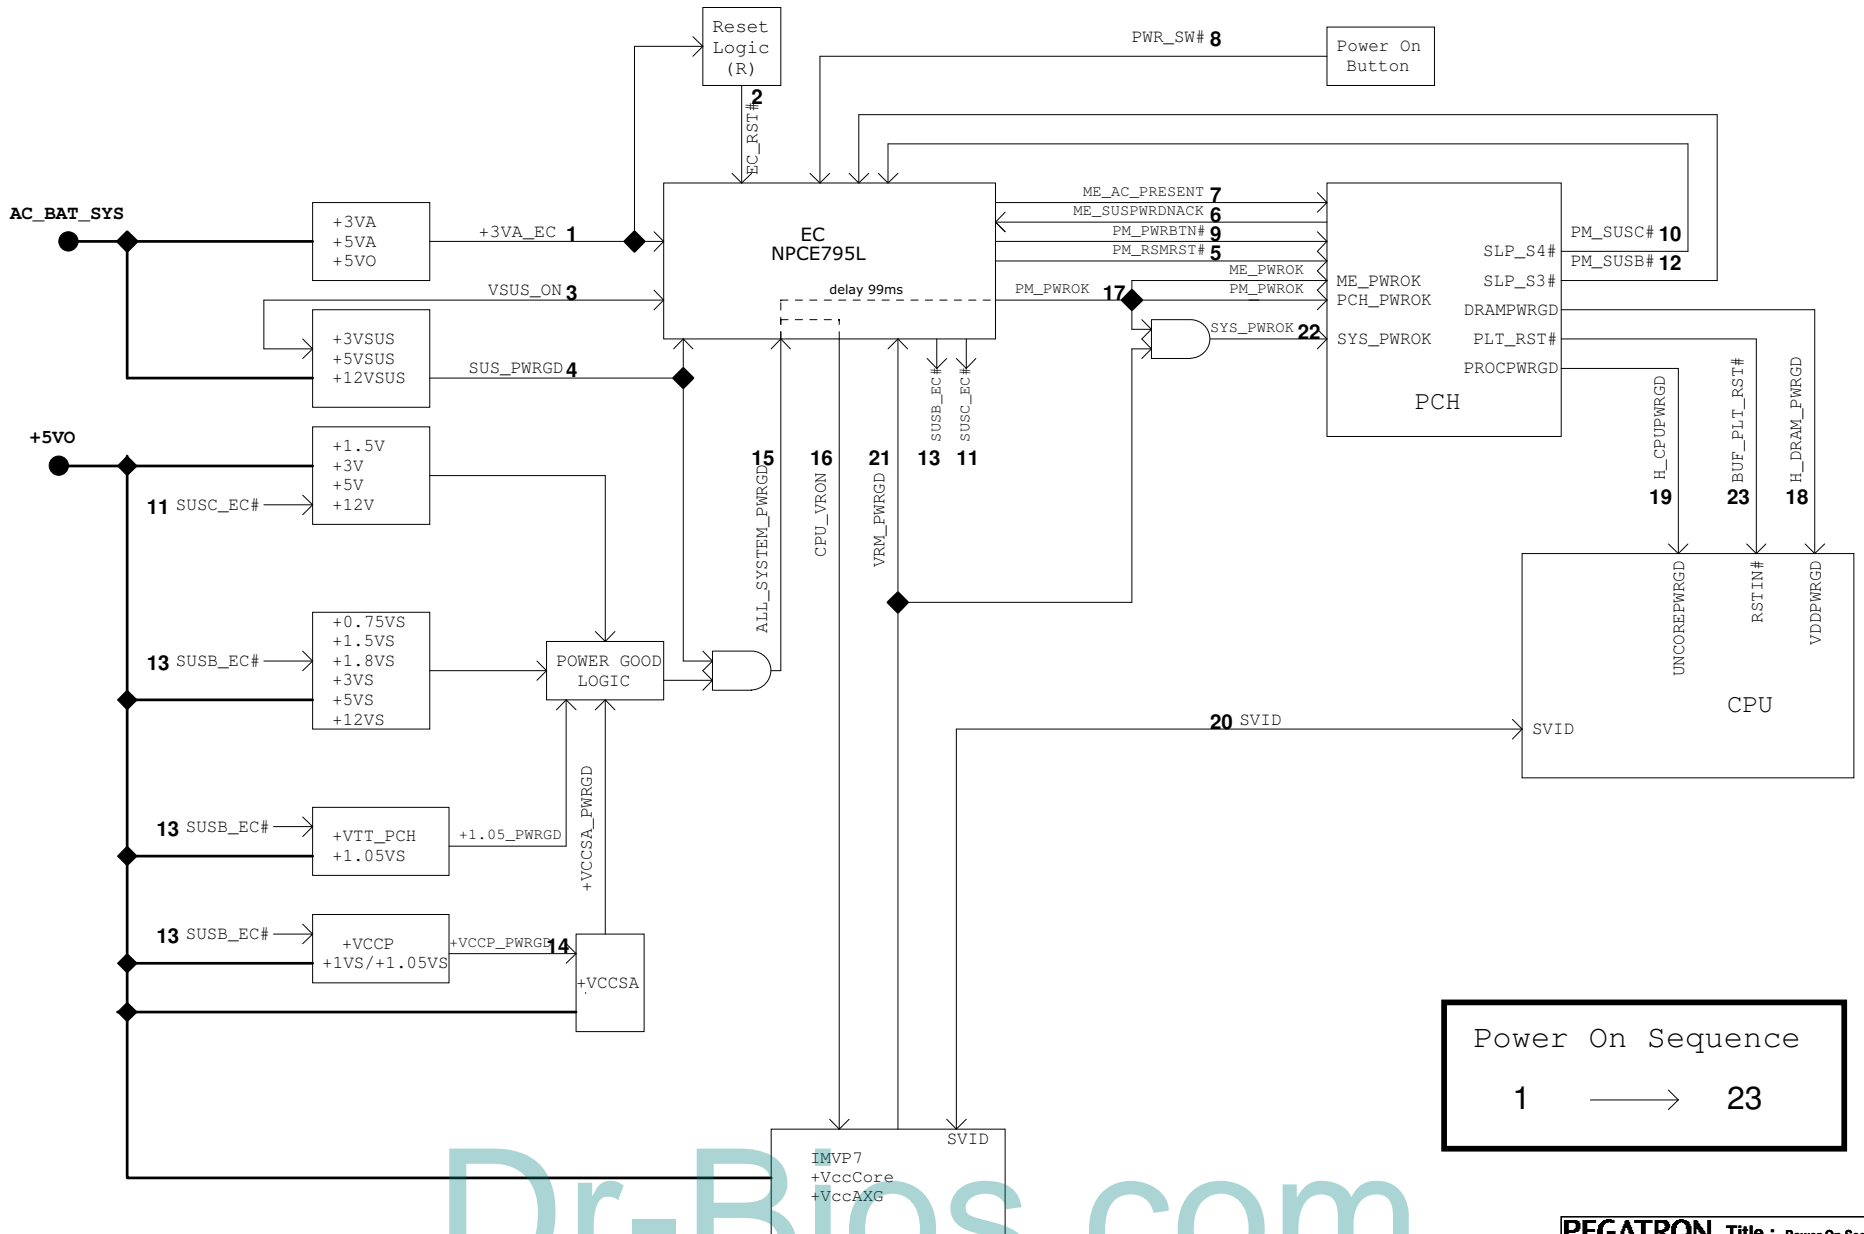 Reset
Logic
(R)
2
EC_RST#
PWR_SW# 8
Power On
Button
AC_BAT_SYS
+3VA
+5VA
+5VO
+3VA_EC 1
EC
NPCE795L
delay 99ms
VSUS_ON 3
+3VSUS
+5VSUS
+12VSUS
SUS_PWRGD 4
ME_AC_PRESENT 7
ME_SUSPWRDNACK 6
PM_PWRBTN# 9
PM_RSMRST# 5
ME_PWROK
PM_PWROK 17 PM_PWROK
SYS_PWROK 22
ME_PWROK
PCH_PWROK
SYS_PWROK
SLP_S4#
SLP_S3#
DRAMPWRGD
PLT_RST#
PROCPWRGD
PCH
PM_SUSC# 10
PM_SUSB# 12
+5VO
+1.5V
+3V
+5V
+12V
11 SUSC_EC#
15
ALL_SYSTEM_PWRGD
16
CPU_VRON
21
VRM_PWRGD
SUSB_EC#
13
SUSC_EC#
11
H_CPUPWRGD
19
BUF_PLT_RST#
23
H_DRAM_PWRGD
18
UNCOREPWRGD
RSTIN#
VDDPWRGD
CPU
SVID
20 SVID
+0.75VS
+1.5VS
+1.8VS
+3VS
+5VS
+12VS
13 SUSB_EC#
POWER GOOD
LOGIC
13 SUSB_EC#
+VTT_PCH
+1.05VS
+1.05_PWRGD
+VCCSA_PWRGD
13 SUSB_EC#
+VCCP
+1VS/+1.05VS
+VCCP_PWRGD 14
+VCCSA
Power On Sequence
1 23
SVID
IMVP7
+VccCore
+VccAXG
Dr-Bios.com
PEGATRON Title : Power On Seq